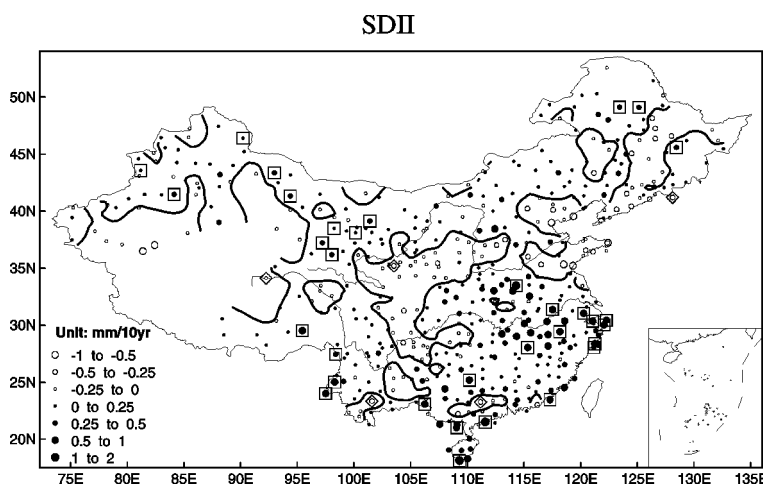 SDII
50N
45N
40N
35N
30N
25N
20N
Unit: mm/10yr
-1 to -0.5
-0.5 to -0.25
-0.25 to 0
0 to 0.25
0.25 to 0.5
0.5 to 1
1 to 2
75E 80E 85E 90E 95E 100E 105E 110E 115E 120E 125E 130E 135E